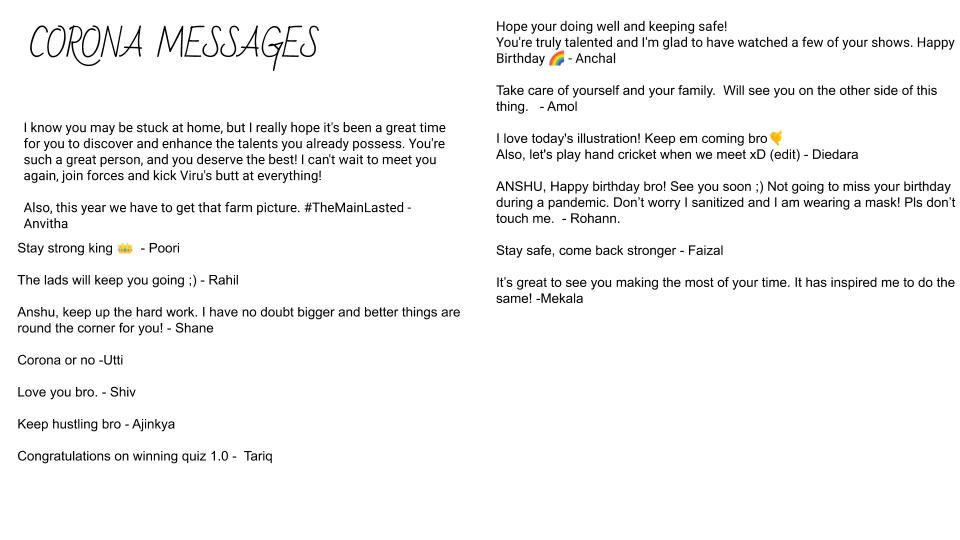 CORONA MESSAGES
I know you may be stuck at home, but I really hope it's been a great time
for you to discover and enhance the talents you already possess. You're
such a great person, and you deserve the best! I can't wait to meet you
again, join forces and kick Viru's butt at everything!
Also, this year we have to get that farm picture. #TheMainLasted -
Anvitha
Stay strong king 👑 - Poori
The lads will keep you going ;) - Rahil
Anshu, keep up the hard work. I have no doubt bigger and better things are
round the corner for you! - Shane
Corona or no -Utti
Love you bro. - Shiv
Keep hustling bro - Ajinkya
Congratulations on winning quiz 1.0 -  Tariq
Hope your doing well and keeping safe!
You're truly talented and I'm glad to have watched a few of your shows. Happy
Birthday 🌈 - Anchal
Take care of yourself and your family.  Will see you on the other side of this
thing.   - Amol
I love today's illustration! Keep em coming bro🤙
Also, let's play hand cricket when we meet xD (edit) - Diedara
ANSHU, Happy birthday bro! See you soon ;) Not going to miss your birthday
during a pandemic. Don’t worry I sanitized and I am wearing a mask! Pls don’t
touch me.  - Rohann.
Stay safe, come back stronger - Faizal
It’s great to see you making the most of your time. It has inspired me to do the
same! -Mekala